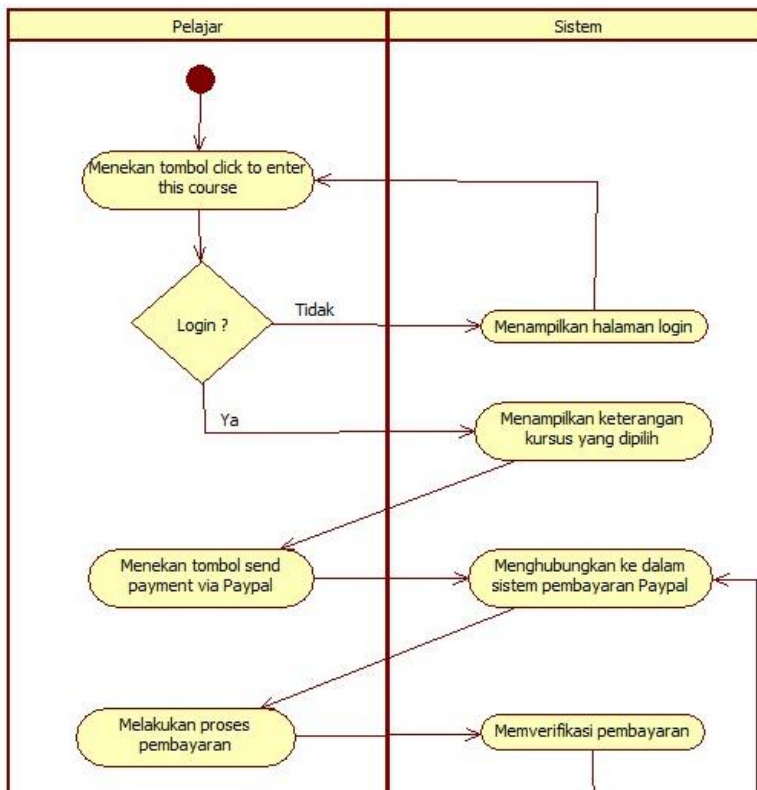 Pelajar
Sistem
Menekan tombol click to enter
this course
Login ?
Tidak
Menampilkan halaman login
Ya
Menampilkan keterangan
kursus yang dipilih
Menekan tombol send
payment via Paypal
Menghubungkan ke dalam
sistem pembayaran Paypal
Melakukan proses
pembayaran
Memverifikasi pembayaran